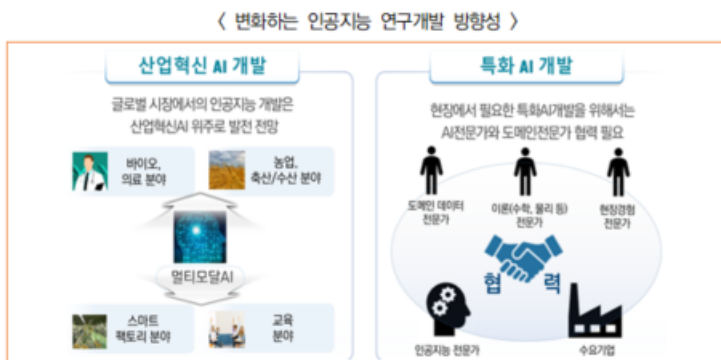 < 변화하는 인공지능 연구개발 방향성 >
산업혁신 AI 개발
글로벌 시장에서의 인공지능 개발은
산업혁신AI 위주로 발전 전망
바이오,
의료 분야
농업,
축산/수산 분야
멀티모달AI
스마트
팩토리 분야
교육
분야
특화 AI 개발
현장에서 필요한 특화AI개발을 위해서는
AI전문가와 도메인전문가 협력 필요
도메인 데이터
전문가
이론(수학, 물리 등)
전문가
현장경험
전문가
협 력
인공지능 전문가
수요기업